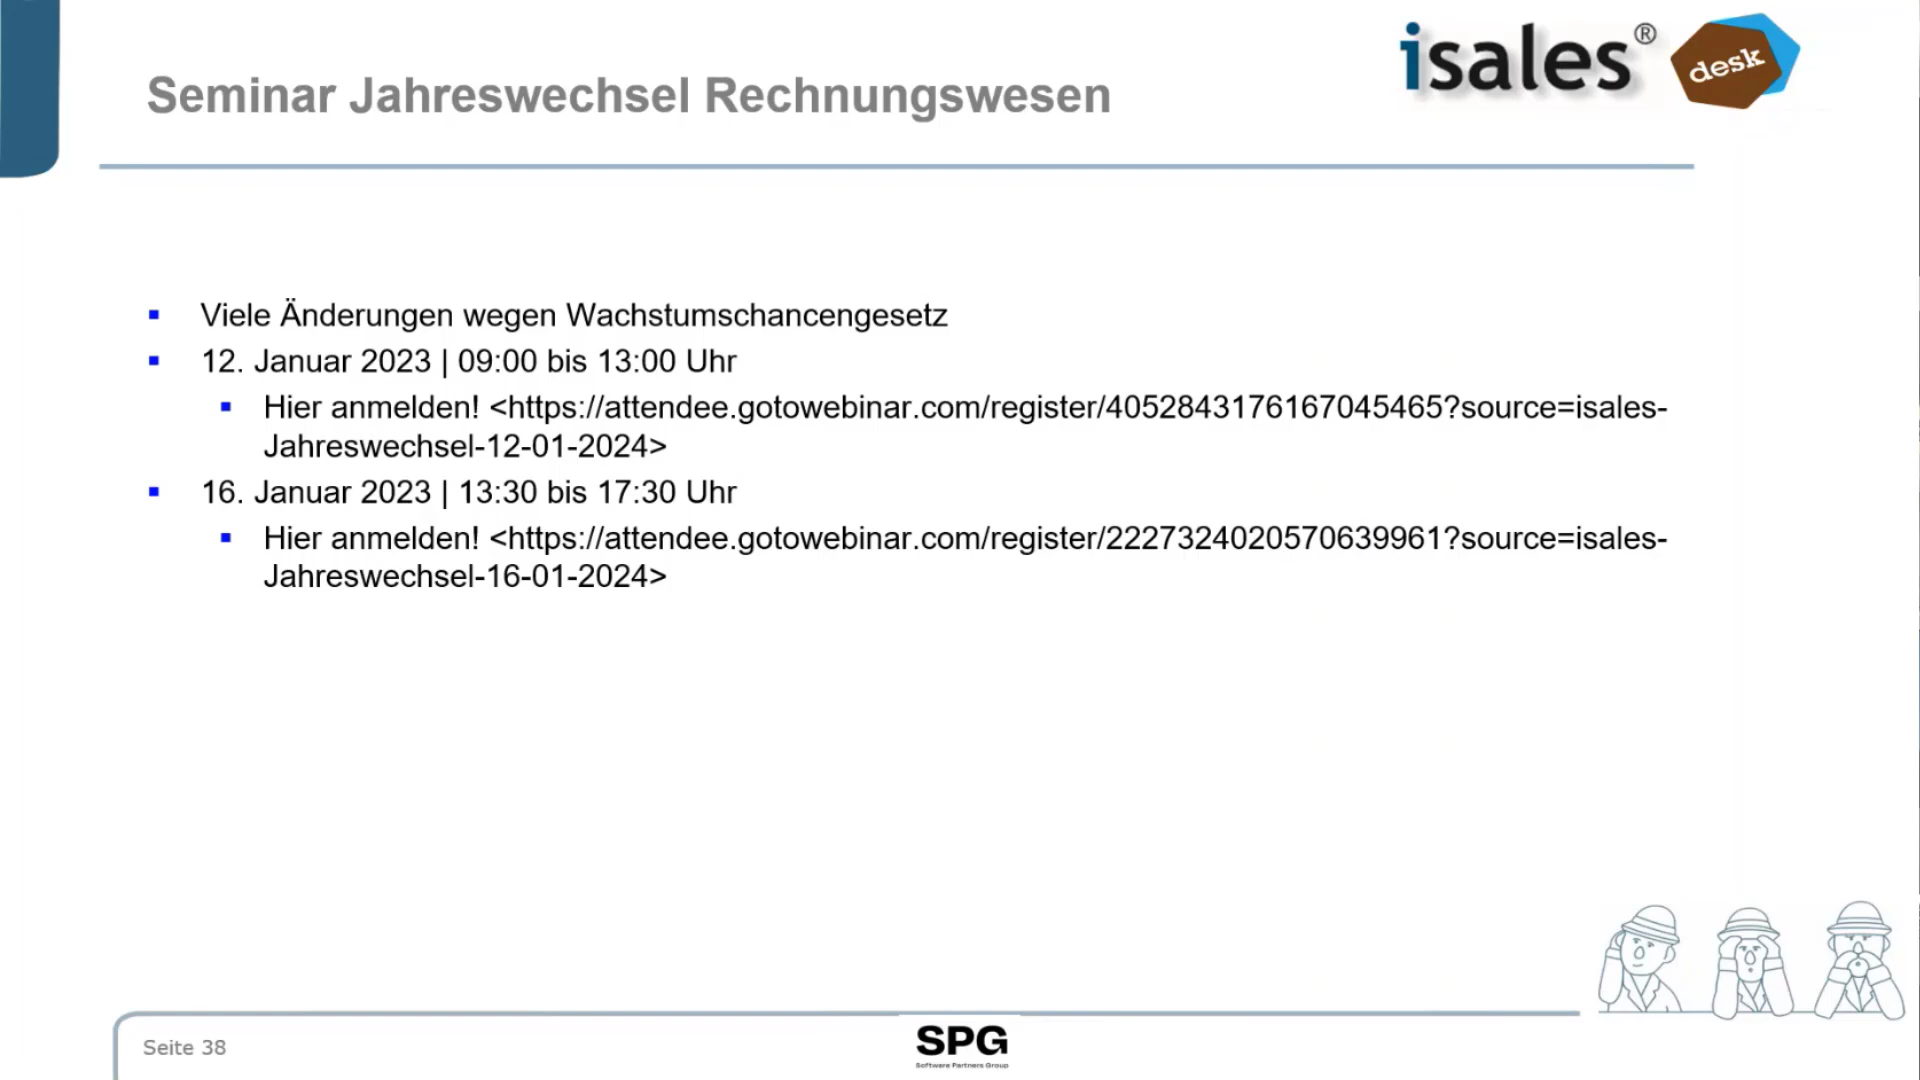 isales®
desk
Seminar Jahreswechsel Rechnungswesen
Viele Änderungen wegen Wachstumschancengesetz
12. Januar 2023 | 09:00 bis 13:00 Uhr
Hier anmelden! <https://attendee.gotowebinar.com/register/4052843176167045465?source=isales-
Jahreswechsel-12-01-2024>
16. Januar 2023 | 13:30 bis 17:30 Uhr
Hier anmelden! <https://attendee.gotowebinar.com/register/2227324020570639961?source=isales-
Jahreswechsel-16-01-2024>
Seite 38
SPG
Software Partners Group